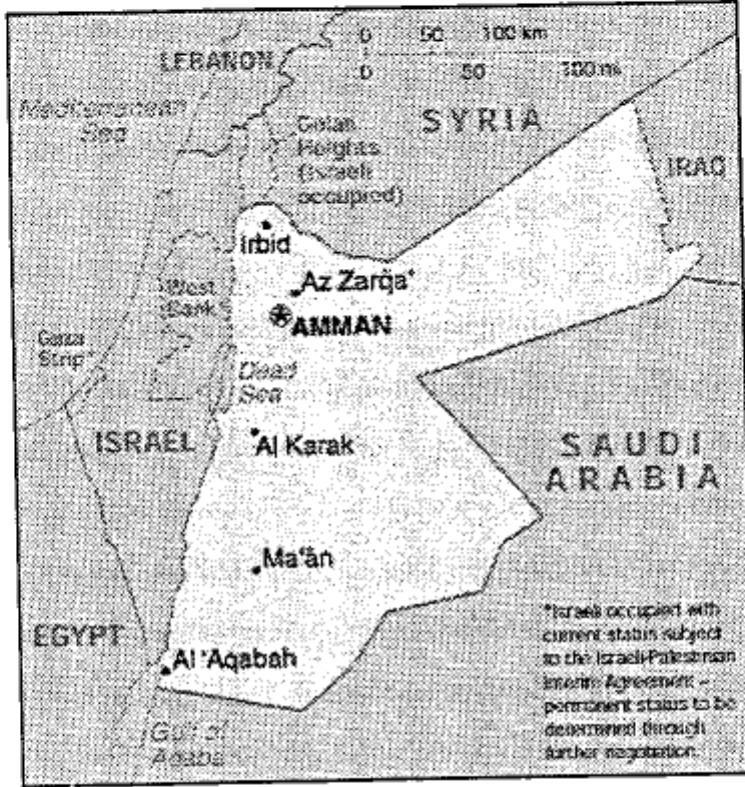 0 50 100 km
0 50 100 mi
LEBANON
Mediterranean
Sea
SYRIA
Golan
Heights
(Israeli
occupied)
IRAQ
Irbid
West
Bank*
Az Zarqā'
AMMAN
Gaza
Strip*
Dead
Sea
ISRAEL
Al Karak
SAUDI
ARABIA
Ma'ān
EGYPT
Al 'Aqabah
Gulf of
Aqaba
*Israeli occupied with
current status subject
to the Israeli-Palestinian
Interim Agreement –
permanent status to be
determined through
further negotiation.